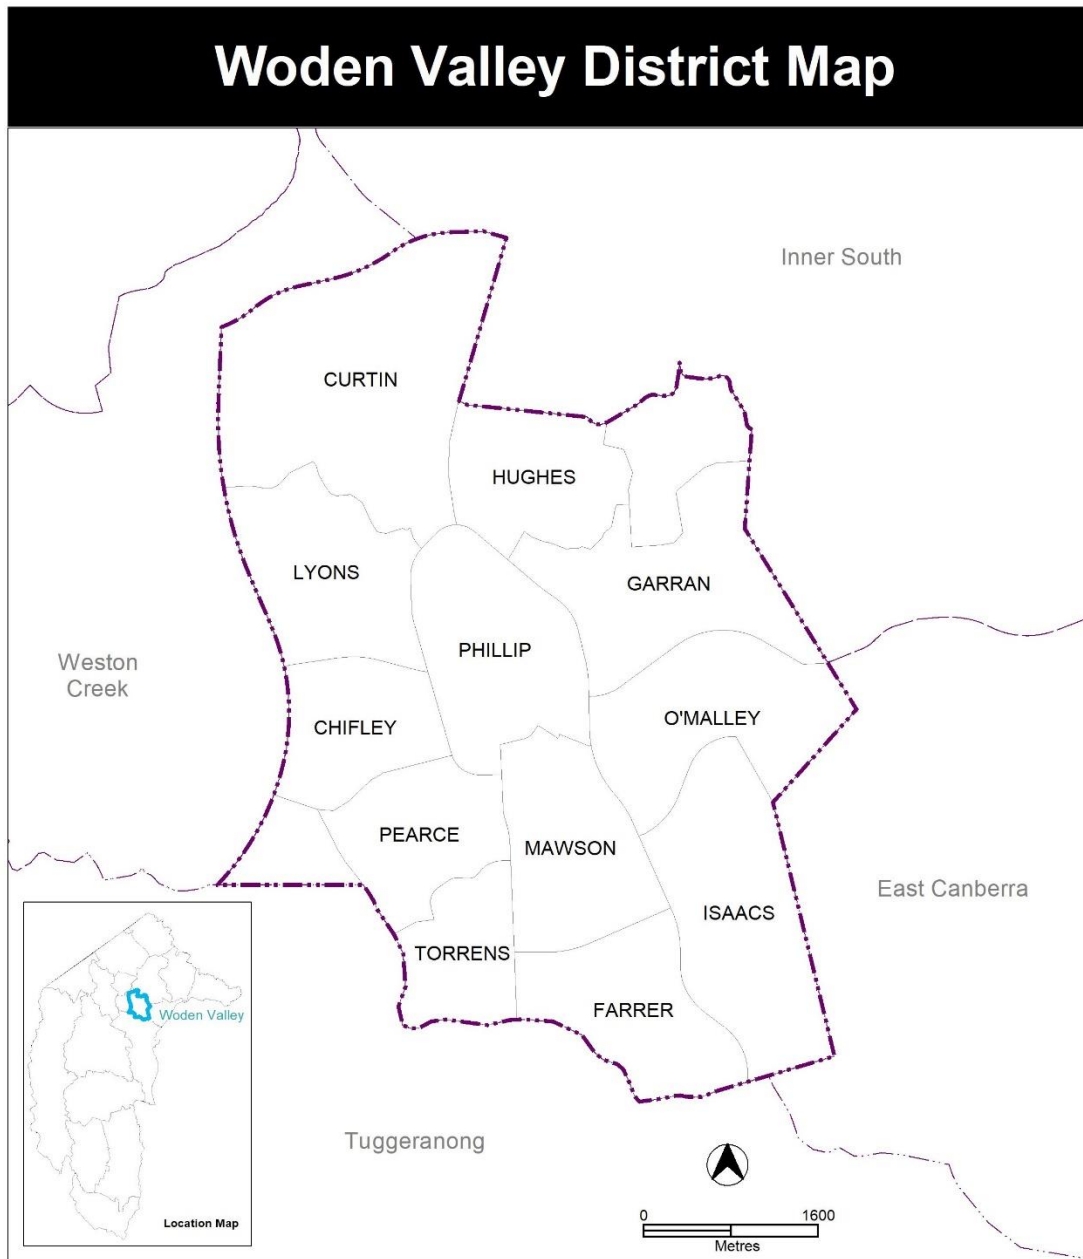 Woden Valley District Map
Inner South
CURTIN
HUGHES
LYONS
GARRAN
PHILLIP
Weston
Creek
O'MALLEY
CHIFLEY
PEARCE
MAWSON
East Canberra
ISAACS
TORRENS
FARRER
Woden Valley
Location Map
Tuggeranong
0 1600
Metres